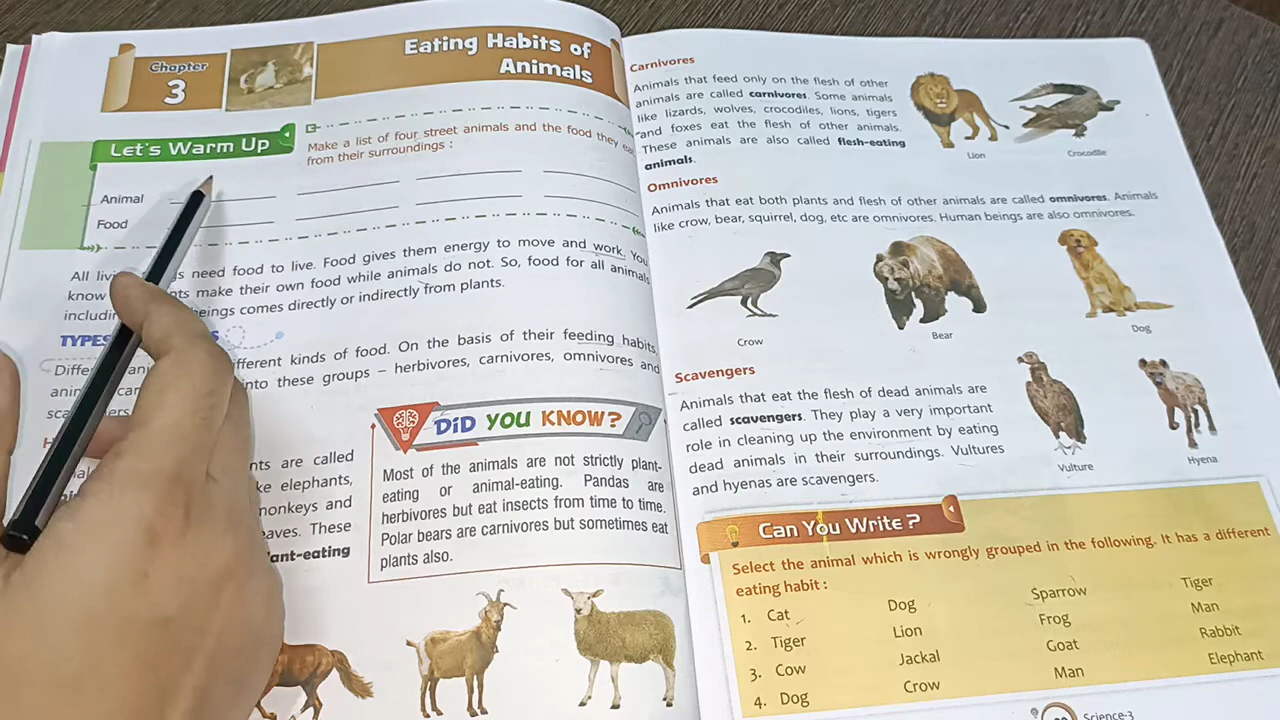 Chapter
3
Eating Habits of
Animals
Let's Warm Up
Make a list of four street animals and the food they
from their surroundings :
Animal
Food
All need food to live. Food gives them energy to move and work. You
know make their own food while animals do not. So, food for all animals
beings comes directly or indirectly from plants.
TYPES
different kinds of food. On the basis of their feeding habits,
into these groups – herbivores, carnivores, omnivores and
are called
elephants,
monkeys and
These
DiD YOU KNOW?
Most of the animals are not strictly plant-
eating or animal-eating. Pandas are
herbivores but eat insects from time to time.
Polar bears are carnivores but sometimes eat
plants also.
Carnivores
Animals that feed only on the flesh of other
animals are called carnivores. Some animals
like lizards, wolves, crocodiles, lions, tigers
and foxes eat the flesh of other animals.
These animals are also called flesh-eating
animals.
Lion
Crocodile
Omnivores
Animals that eat both plants and flesh of other animals are called omnivores. Animals
like crow, bear, squirrel, dog, etc are omnivores. Human beings are also omnivores.
Crow
Bear
Dog
Scavengers
Animals that eat the flesh of dead animals are
called scavengers. They play a very important
role in cleaning up the environment by eating
dead animals in their surroundings. Vultures
and hyenas are scavengers.
Vulture
Hyena
Can You Write ?
Select the animal which is wrongly grouped in the following. It has a different
eating habit :
1. Cat Dog Sparrow Tiger
2. Tiger Lion Frog Man
3. Cow Jackal Goat Rabbit
4. Dog Crow Man Elephant
Science-3